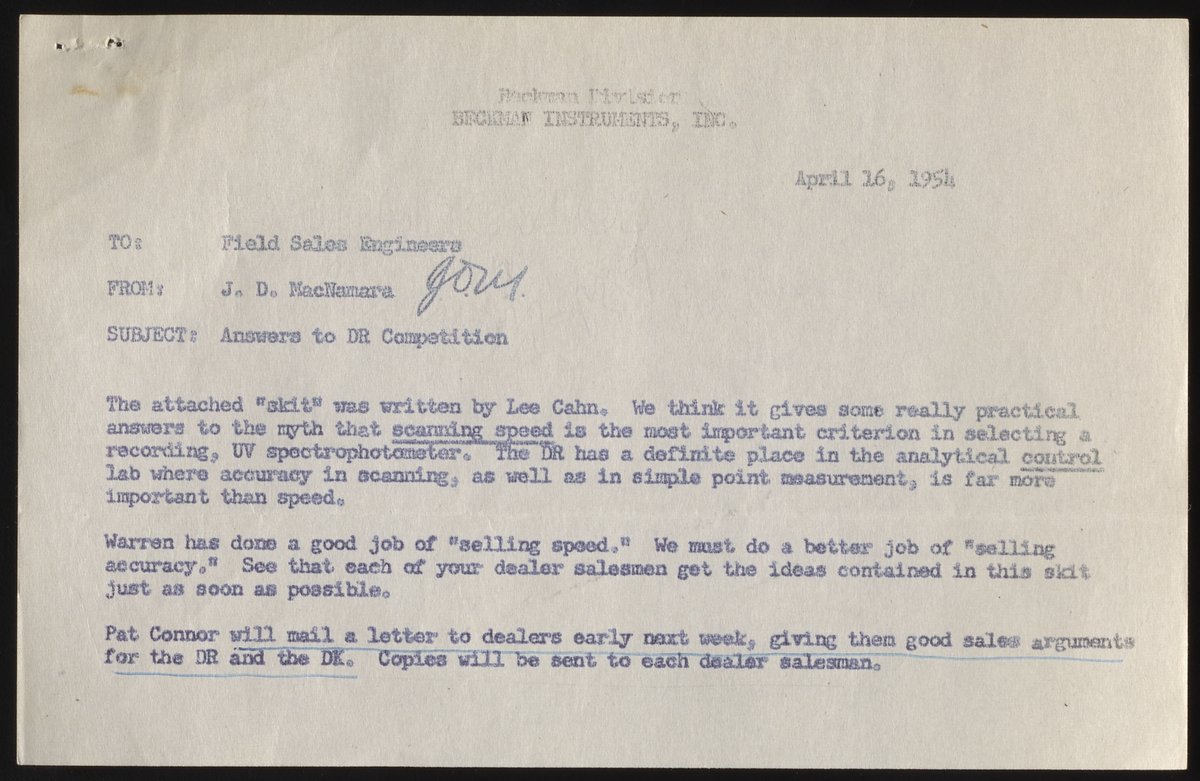 Beckman Division
BECKMAN INSTRUMENTS, INC.
April 16, 1954
TO: Field Sales Engineers
FROM: J. D. MacNamara J.D.M.
SUBJECT: Answers to DR Competition
The attached "skit" was written by Lee Cahn. We think it gives some really practical
answers to the myth that scanning speed is the most important criterion in selecting a
recording, UV spectrophotometer. The DR has a definite place in the analytical control
lab where accuracy in scanning, as well as in simple point measurement, is far more
important than speed.
Warren has done a good job of "selling speed." We must do a better job of "selling
accuracy." See that each of your dealer salesmen get the ideas contained in this skit
just as soon as possible.
Pat Connor will mail a letter to dealers early next week, giving them good sales arguments
for the DR and the DK. Copies will be sent to each dealer salesman.